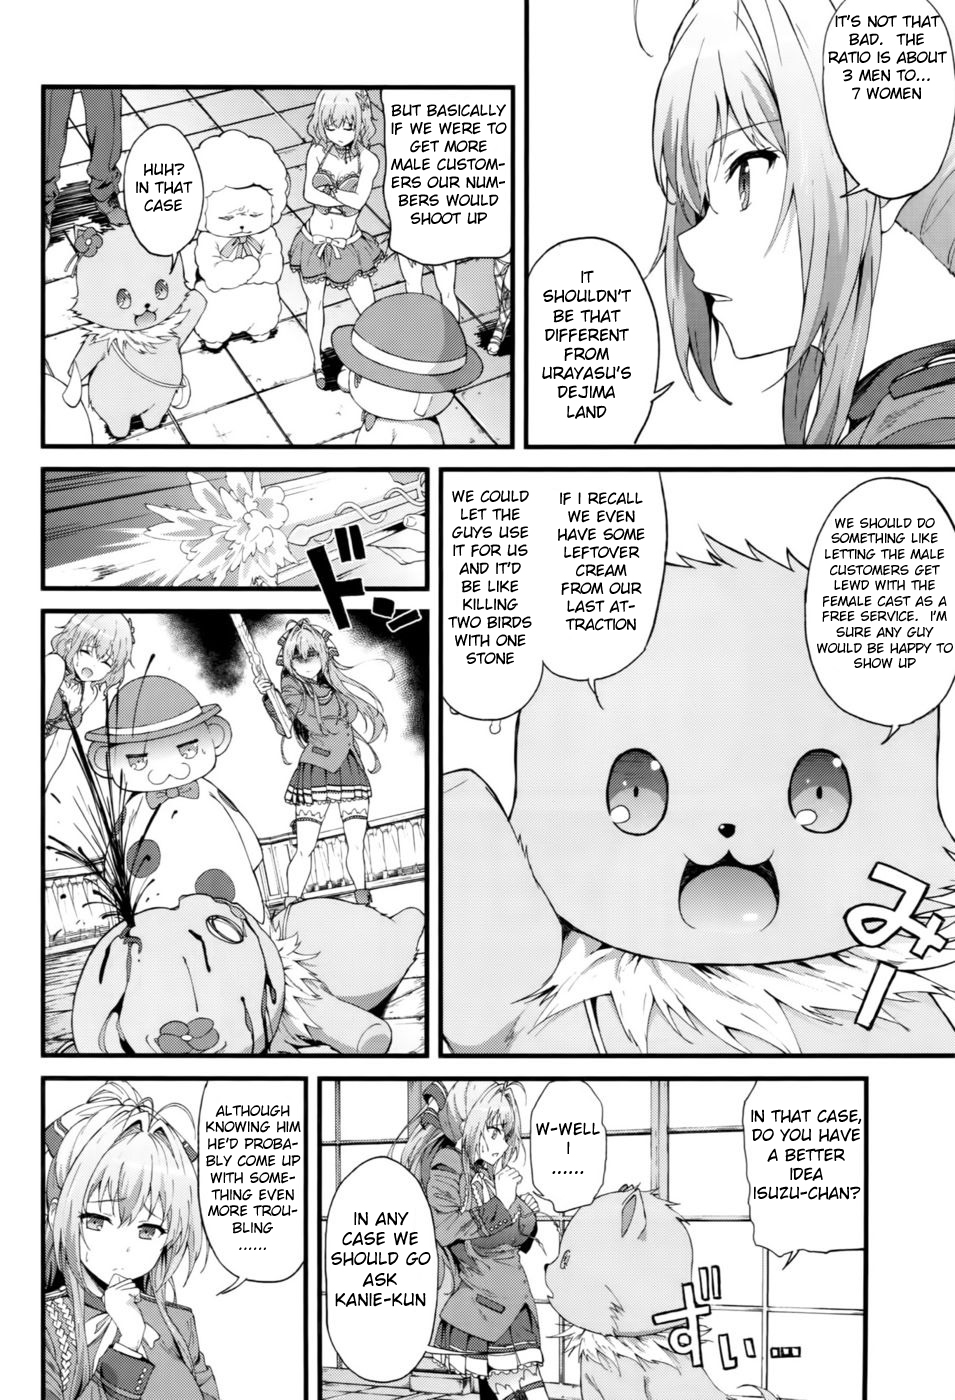 IT'S NOT THAT
BAD. THE
RATIO IS ABOUT
3 MEN TO...
7 WOMEN
IT
SHOULDN'T
BE THAT
DIFFERENT
FROM
URAYASU'S
DEJIMA
LAND
BUT BASICALLY
IF WE WERE TO
GET MORE
MALE CUSTOM-
ERS OUR NUM-
BERS WOULD
SHOOT UP
HUH?
IN THAT
CASE
WE SHOULD DO
SOMETHING LIKE
LETTING THE MALE
CUSTOMERS GET
LEWD WITH THE
FEMALE CAST AS A
FREE SERVICE. I'M
SURE ANY GUY
WOULD BE HAPPY TO
SHOW UP
IF I RECALL
WE EVEN
HAVE SOME
LEFTOVER
CREAM
FROM OUR
LAST AT-
TRACTION
WE COULD
LET THE
GUYS USE
IT FOR US
AND IT'D
BE LIKE
KILLING
TWO BIRDS
WITH ONE
STONE
みー
ドン
IN THAT CASE,
DO YOU HAVE
A BETTER
IDEA
ISUZU-CHAN?
W-WELL
I
......
ずずい...
IN ANY
CASE WE
SHOULD GO
ASK
KANIE-KUN
ALTHOUGH
KNOWING HIM
HE'D PROBA-
BLY COME UP
WITH SOME-
THING EVEN
MORE TROU-
BLING
......